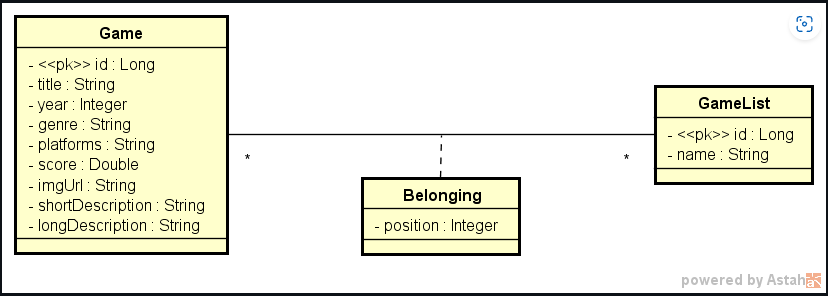 Game
- <<pk>> id : Long
- title : String
- year : Integer
- genre : String
- platforms : String
- score : Double
- imgUrl : String
- shortDescription : String
- longDescription : String
*
*
GameList
- <<pk>> id : Long
- name : String
Belonging
- position : Integer
powered by Astah